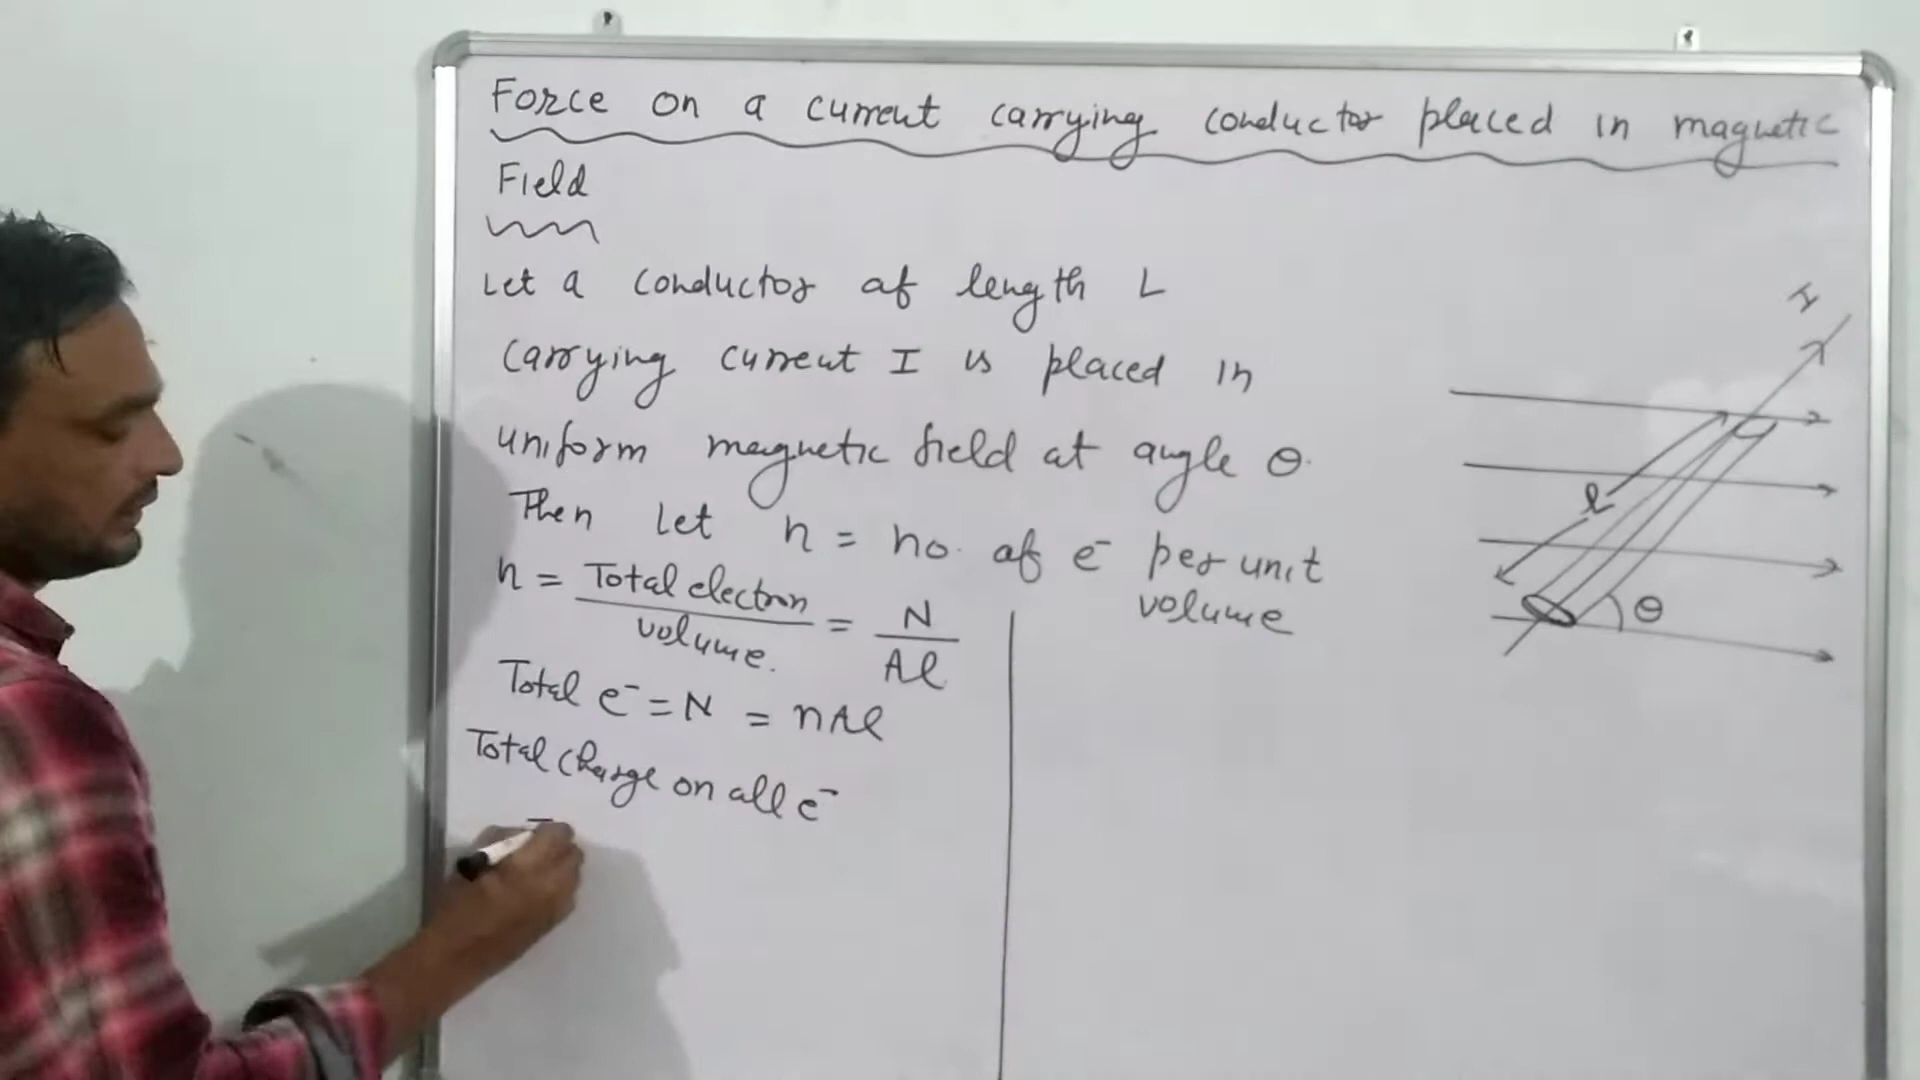 Force on a current carrying conductor placed in magnetic
Field
Let a conductor of length L
carrying current I is placed in
uniform magnetic field at angle θ.
Then let n = no. of e⁻ per unit
volume
n = Total electron / volume. = N / Al
Total e⁻ = N = nAl
Total charge on all e⁻
I
l
θ